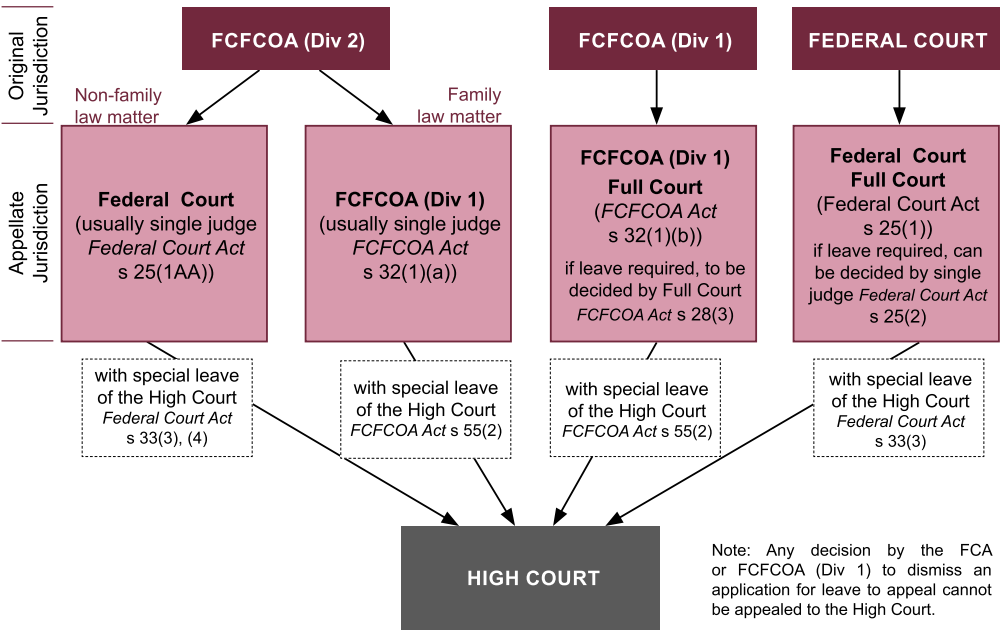 Original
Jurisdiction
FCFCOA (Div 2)
FCFCOA (Div 1)
FEDERAL COURT
Non-family
law matter
Family
law matter
Appellate
Jurisdiction
Federal Court
(usually single judge
Federal Court Act
s 25(1AA))
FCFCOA (Div 1)
(usually single judge
FCFCOA Act
s 32(1)(a))
FCFCOA (Div 1)
Full Court
(FCFCOA Act
s 32(1)(b))
if leave required, to be
decided by Full Court
FCFCOA Act s 28(3)
Federal Court
Full Court
(Federal Court Act
s 25(1))
if leave required, can
be decided by single
judge Federal Court Act
s 25(2)
with special leave
of the High Court
Federal Court Act
s 33(3), (4)
with special leave
of the High Court
FCFCOA Act s 55(2)
with special leave
of the High Court
FCFCOA Act s 55(2)
with special leave
of the High Court
Federal Court Act
s 33(3)
HIGH COURT
Note: Any decision by the FCA
or FCFCOA (Div 1) to dismiss an
application for leave to appeal cannot
be appealed to the High Court.